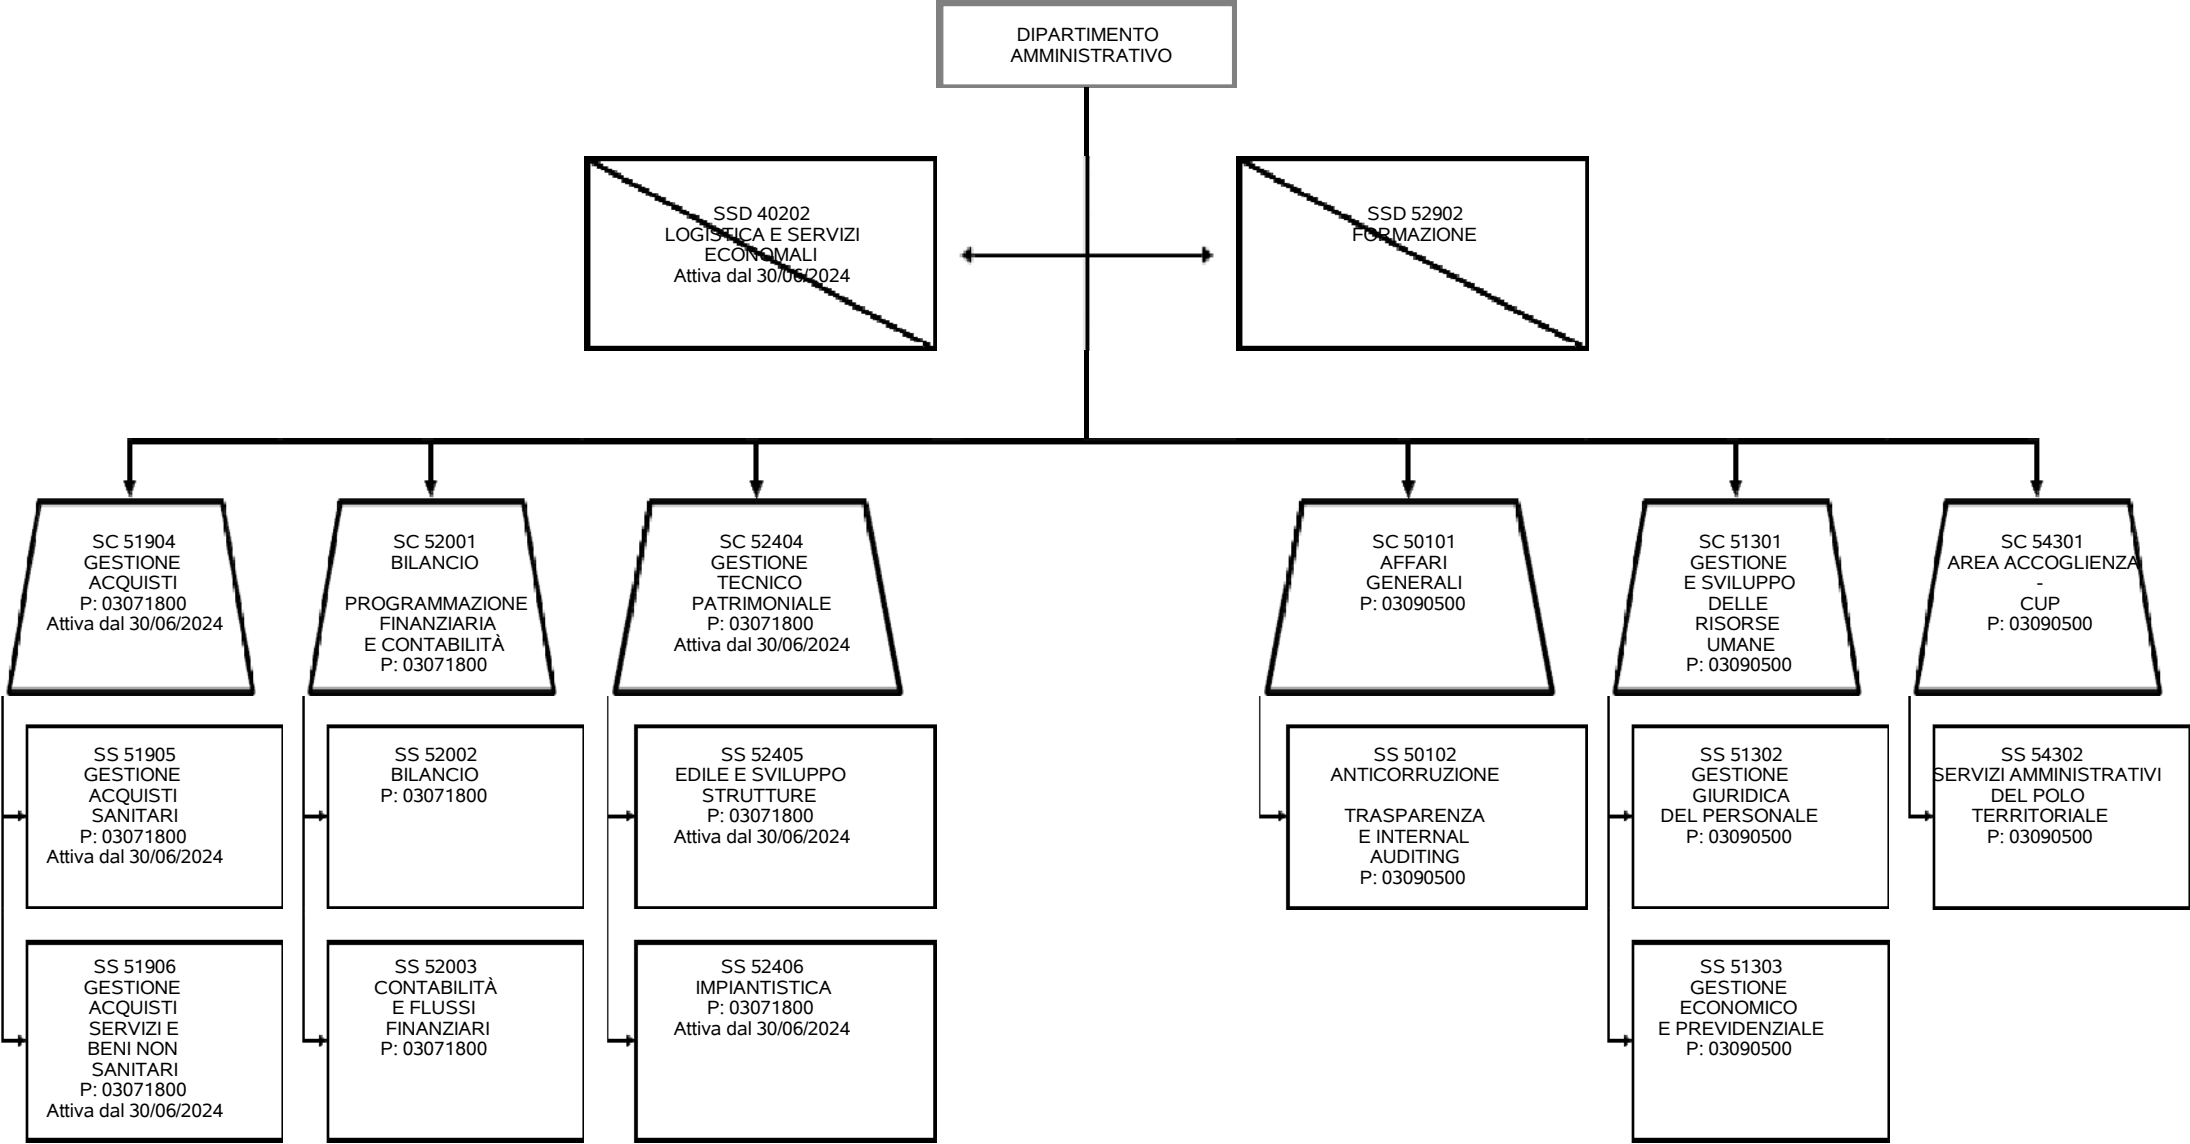 DIPARTIMENTO
AMMINISTRATIVO
SSD 40202
LOGISTICA E SERVIZI
ECONOMALI
Attiva dal 30/06/2024
SSD 52902
FORMAZIONE
SC 51904
GESTIONE
ACQUISTI
P: 03071800
Attiva dal 30/06/2024
SC 52001
BILANCIO
PROGRAMMAZIONE
FINANZIARIA
E CONTABILITÀ
P: 03071800
SC 52404
GESTIONE
TECNICO
PATRIMONIALE
P: 03071800
Attiva dal 30/06/2024
SC 50101
AFFARI
GENERALI
P: 03090500
SC 51301
GESTIONE
E SVILUPPO
DELLE
RISORSE
UMANE
P: 03090500
SC 54301
AREA ACCOGLIENZA
-
CUP
P: 03090500
SS 51905
GESTIONE
ACQUISTI
SANITARI
P: 03071800
Attiva dal 30/06/2024
SS 52002
BILANCIO
P: 03071800
SS 52405
EDILE E SVILUPPO
STRUTTURE
P: 03071800
Attiva dal 30/06/2024
SS 50102
ANTICORRUZIONE
TRASPARENZA
E INTERNAL
AUDITING
P: 03090500
SS 51302
GESTIONE
GIURIDICA
DEL PERSONALE
P: 03090500
SS 54302
SERVIZI AMMINISTRATIVI
DEL POLO
TERRITORIALE
P: 03090500
SS 51906
GESTIONE
ACQUISTI
SERVIZI E
BENI NON
SANITARI
P: 03071800
Attiva dal 30/06/2024
SS 52003
CONTABILITÀ
E FLUSSI
FINANZIARI
P: 03071800
SS 52406
IMPIANTISTICA
P: 03071800
Attiva dal 30/06/2024
SS 51303
GESTIONE
ECONOMICO
E PREVIDENZIALE
P: 03090500